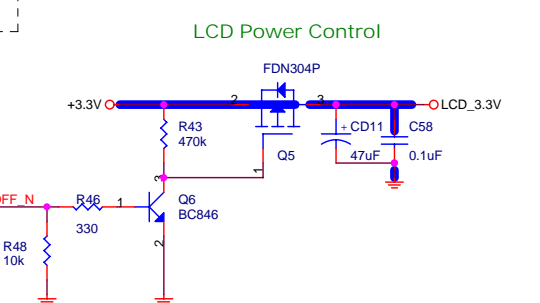 LCD Power Control
FDN304P
+3.3V
2
3
LCD_3.3V
R43
470k
+
CD11
C58
47uF
0.1uF
Q5
1
3
FF_N
R46
1
Q6
BC846
330
2
R48
10k